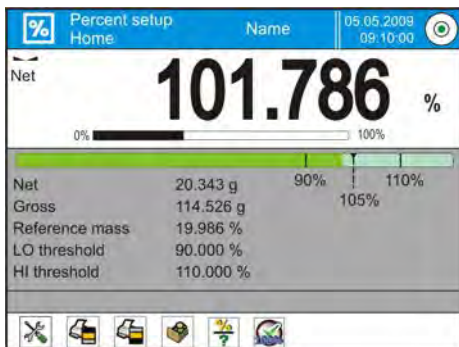 % Percent setup
Home
Name
05.05.2009
09:10:00
Net
101.786 %
0% 100%
90% 110%
105%
Net 20.343 g
Gross 114.526 g
Reference mass 19.986 %
LO threshold 90.000 %
HI threshold 110.000 %
%
?